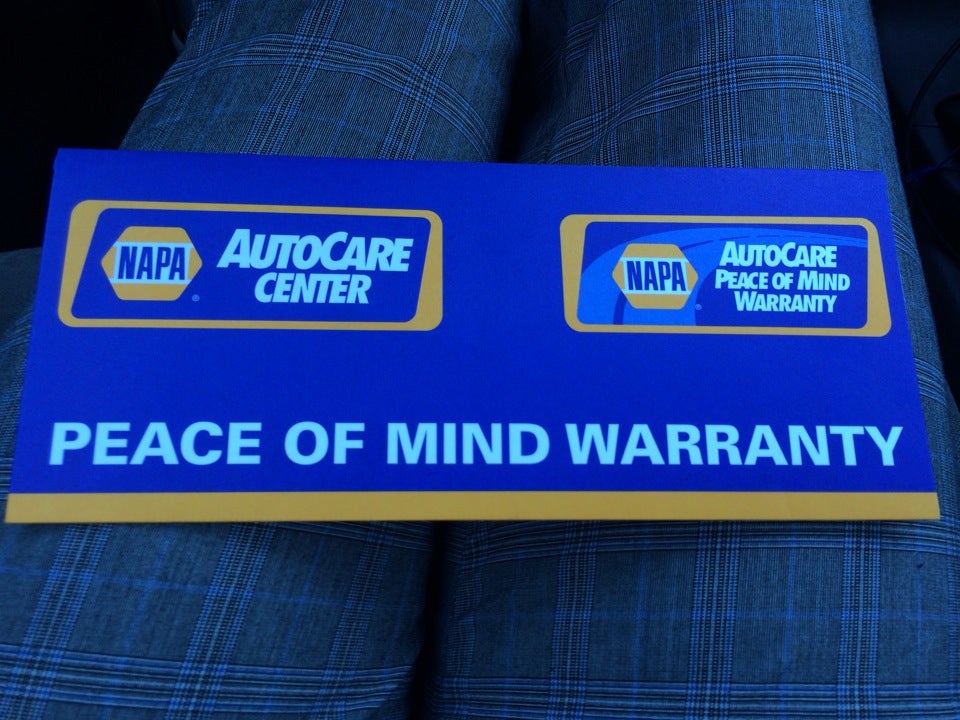 NAPA
AUTOCARE
CENTER
NAPA
AUTOCARE
PEACE OF MIND
WARRANTY
PEACE OF MIND WARRANTY